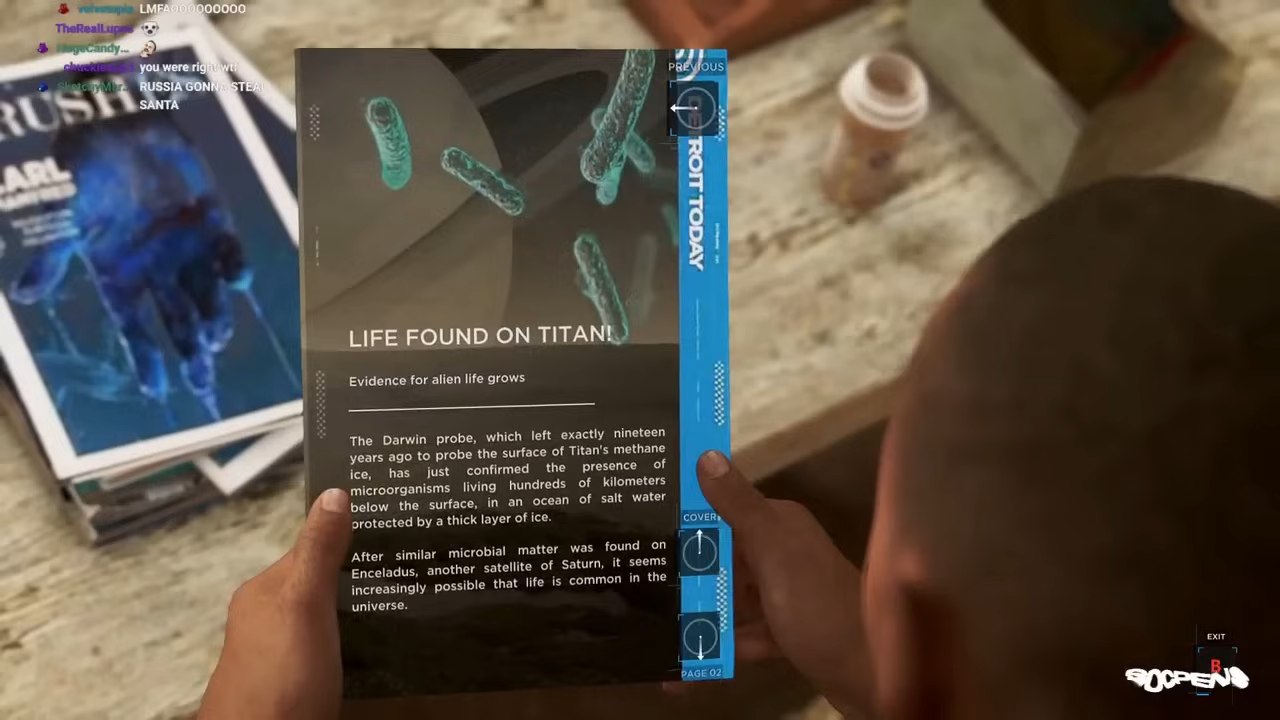 LMFAOOOOOOOOO
TheRealLupes
you were right wtf
RUSSIA GONNA STEAL
SANTA
RUSH
PREVIOUS
DETROIT TODAY
LIFE FOUND ON TITAN!
Evidence for alien life grows
The Darwin probe, which left exactly nineteen
years ago to probe the surface of Titan's methane
ice, has just confirmed the presence of
microorganisms living hundreds of kilometers
below the surface, in an ocean of salt water
protected by a thick layer of ice.
After similar microbial matter was found on
Enceladus, another satellite of Saturn, it seems
increasingly possible that life is common in the
universe.
COVER
PAGE 02
EXIT
B